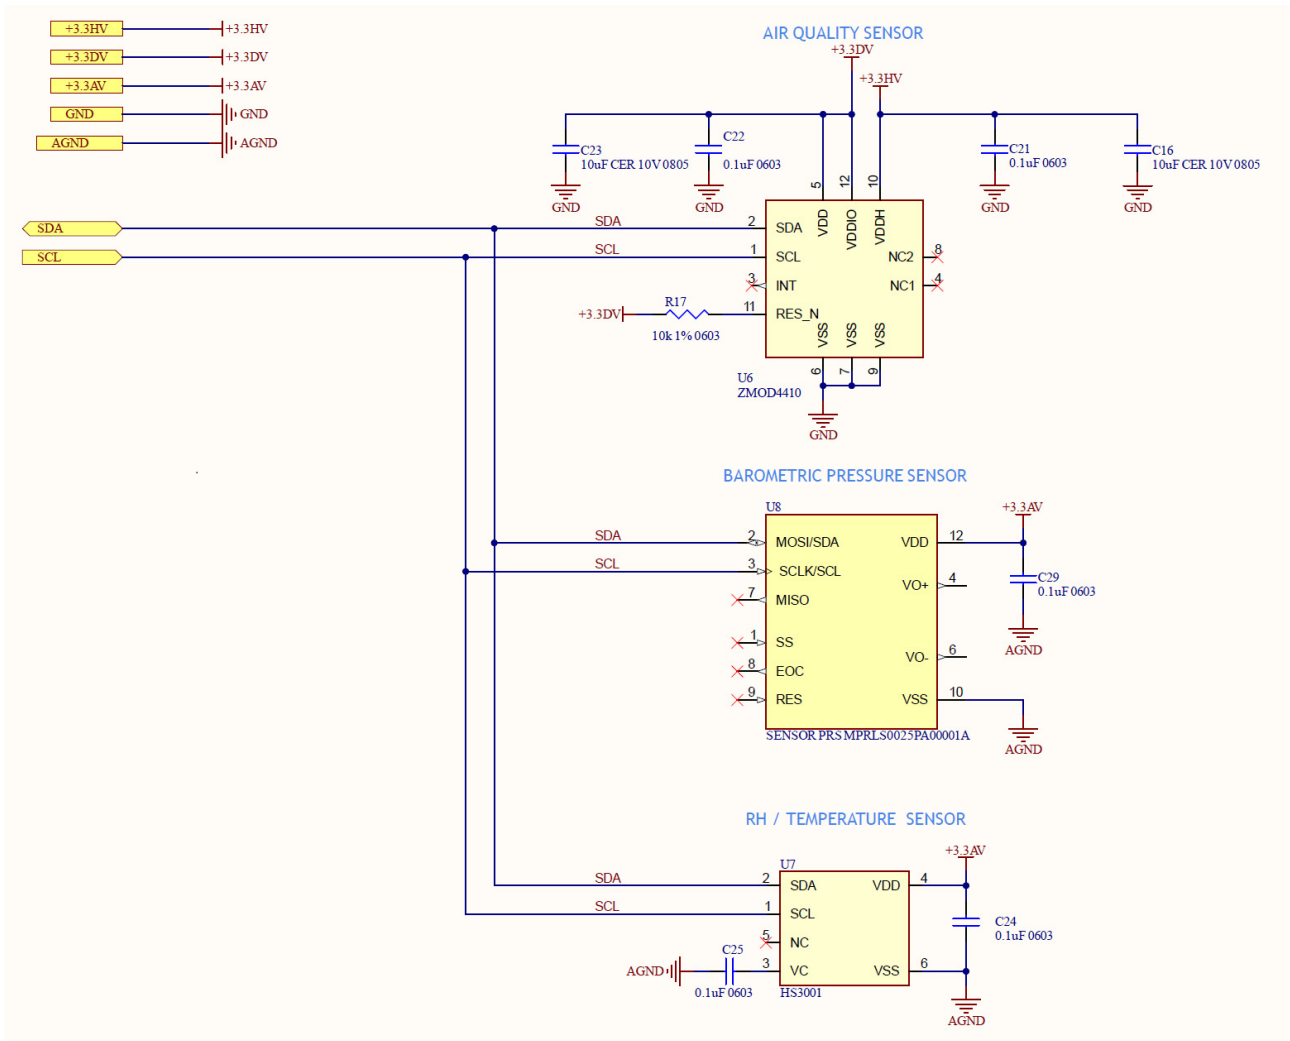 +3.3HV
+3.3HV
+3.3DV
+3.3DV
+3.3AV
+3.3AV
GND
GND
AGND
AGND
AIR QUALITY SENSOR
+3.3DV
+3.3HV
C23
10uF CER 10V 0805
GND
C22
0.1uF 0603
GND
C21
0.1uF 0603
GND
C16
10uF CER 10V 0805
GND
5
12
10
VDD
VDDIO
VDDH
SDA
SDA
2
SDA
SCL
SCL
1
SCL
NC2
8
3
INT
NC1
4
+3.3DV
R17
10k 1% 0603
11
RES_N
VSS
VSS
VSS
6
7
9
U6
ZMOD4410
GND
BAROMETRIC PRESSURE SENSOR
U8
+3.3AV
SDA
2
MOSI/SDA
VDD
12
SCL
3
SCLK/SCL
VO+
4
C29
0.1uF 0603
7
MISO
AGND
1
SS
VO-
6
8
EOC
9
RES
VSS
10
SENSOR PRS MPRLS0025PA00001A
AGND
RH / TEMPERATURE SENSOR
U7
+3.3AV
SDA
2
SDA
VDD
4
SCL
1
SCL
C24
0.1uF 0603
5
NC
AGND
C25
0.1uF 0603
3
VC
VSS
6
HS3001
AGND